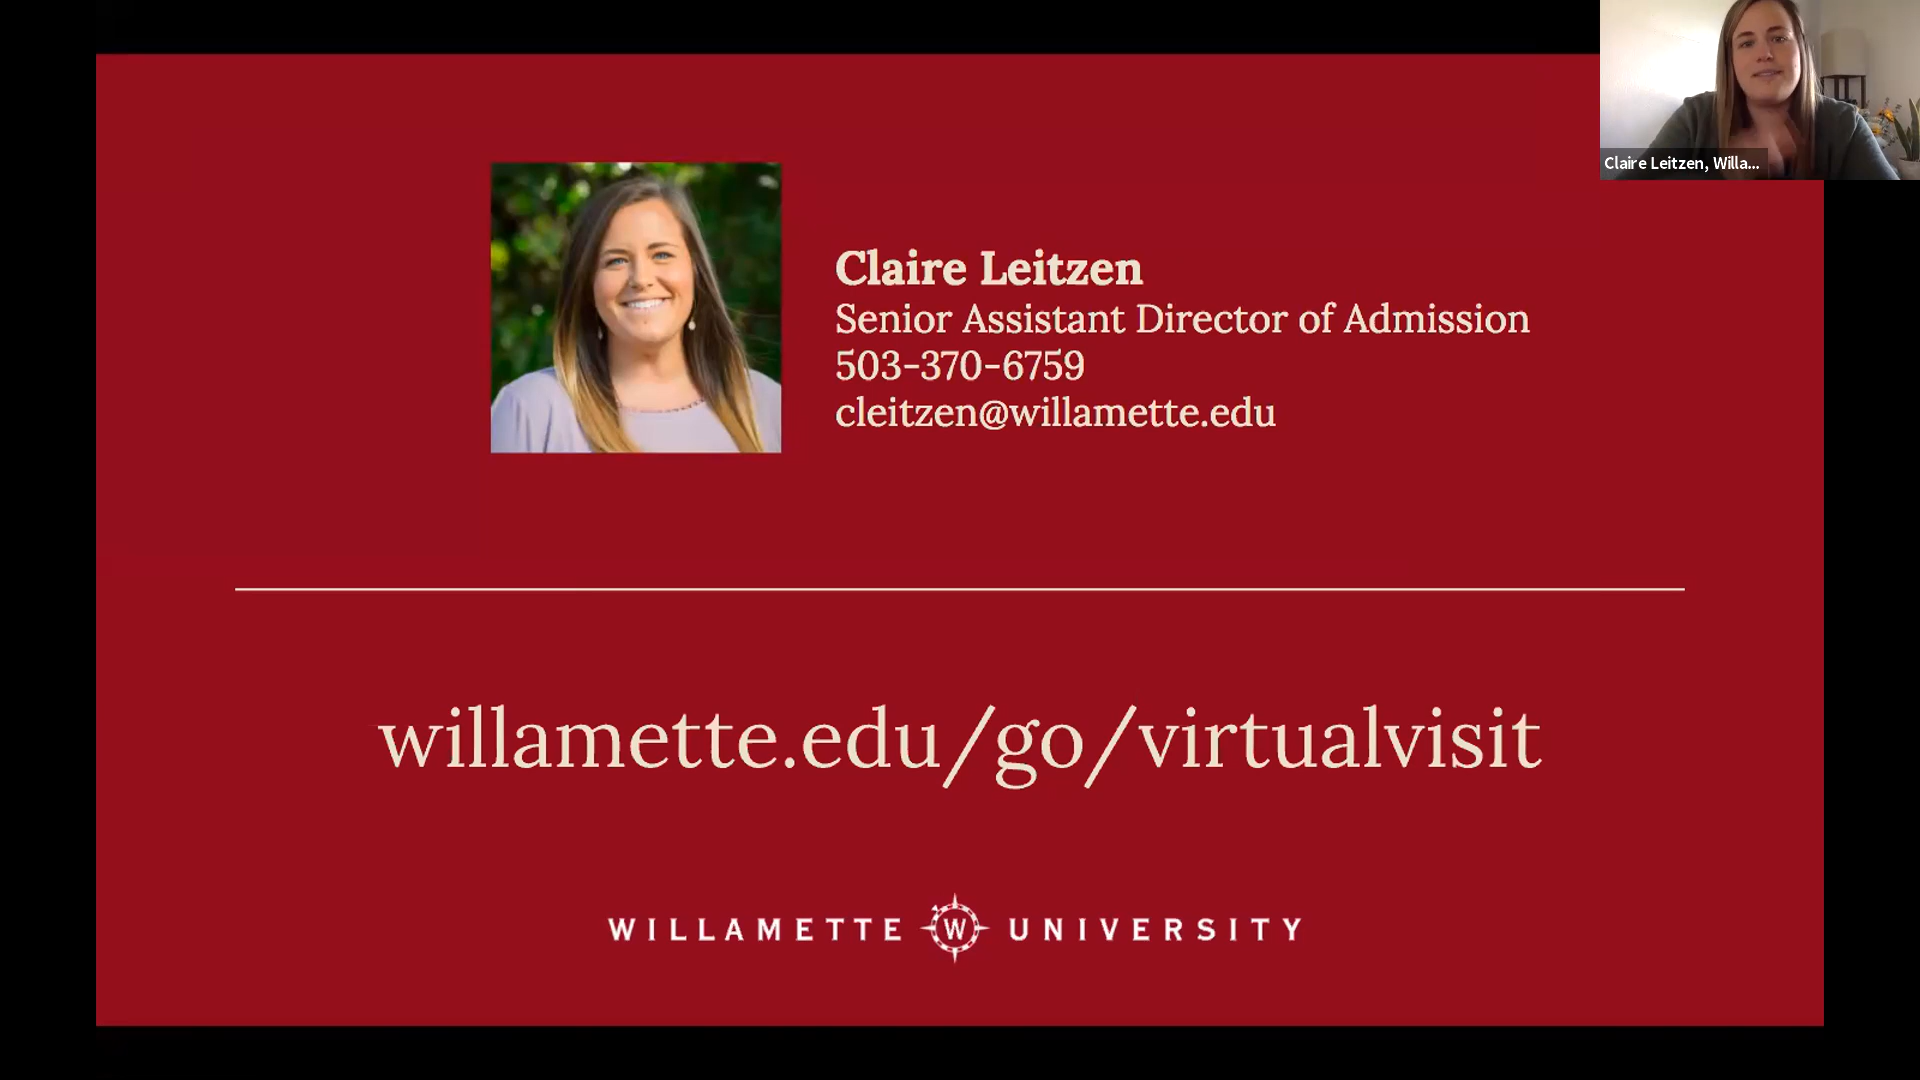 Claire Leitzen, Willa...
Claire Leitzen
Senior Assistant Director of Admission
503-370-6759
cleitzen@willamette.edu
willamette.edu/go/virtualvisit
WILLAMETTE W UNIVERSITY